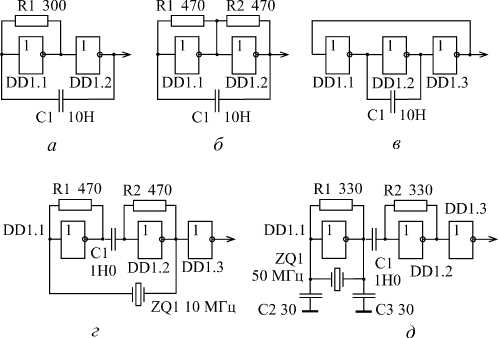 R1 300
1
1
DD1.1
DD1.2
C1 10Н
а
R1 470 R2 470
1
1
DD1.1
DD1.2
C1 10Н
б
1
1
1
DD1.1
DD1.2 DD1.3
C1 10Н
в
R1 470
R2 470
DD1.1
1
1
1
C1
1Н0
DD1.2
DD1.3
ZQ1 10 МГц
г
R1 330
R2 330
DD1.3
DD1.1
1
1
1
ZQ1
50 МГц
C1
1Н0
DD1.2
C2 30
C3 30
д